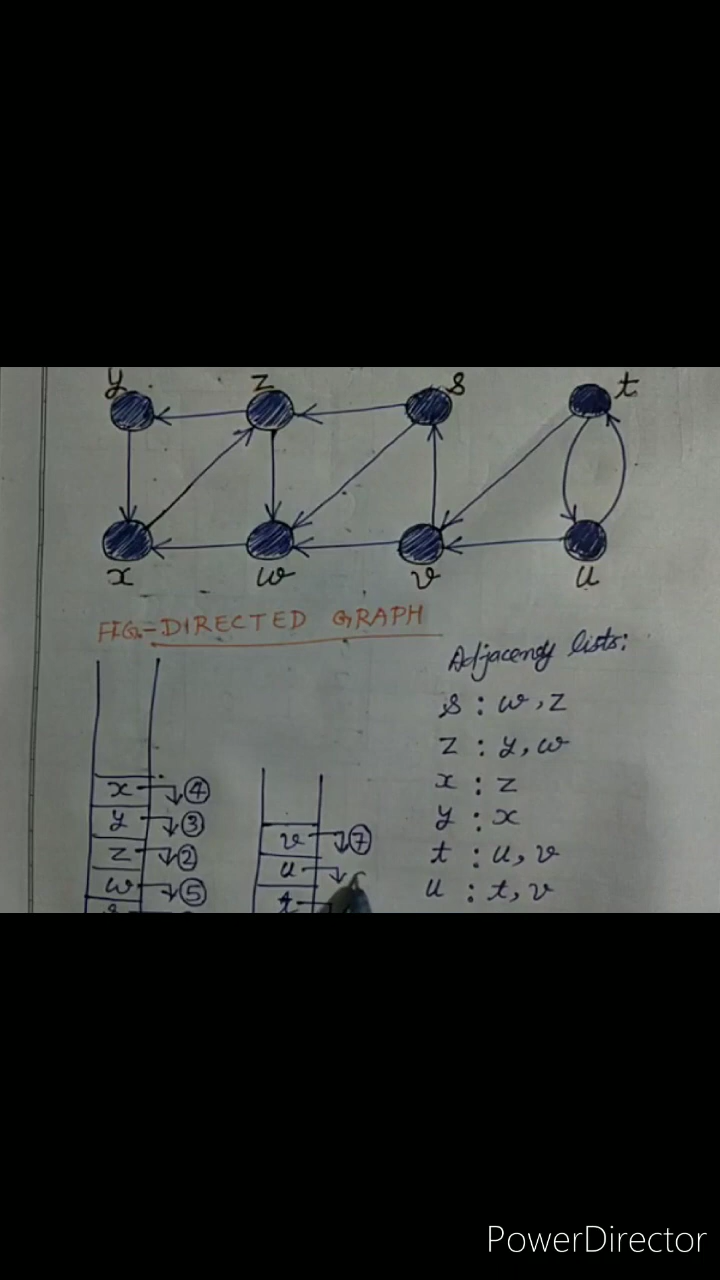 y z s t
x w v u
FIG.-DIRECTED GRAPH
Adjacency lists:
s : w, z
z : y, w
x : z
y : x
t : u, v
u : t, v
x 4
y 3
z 2
w 5
v 7
u
t
PowerDirector